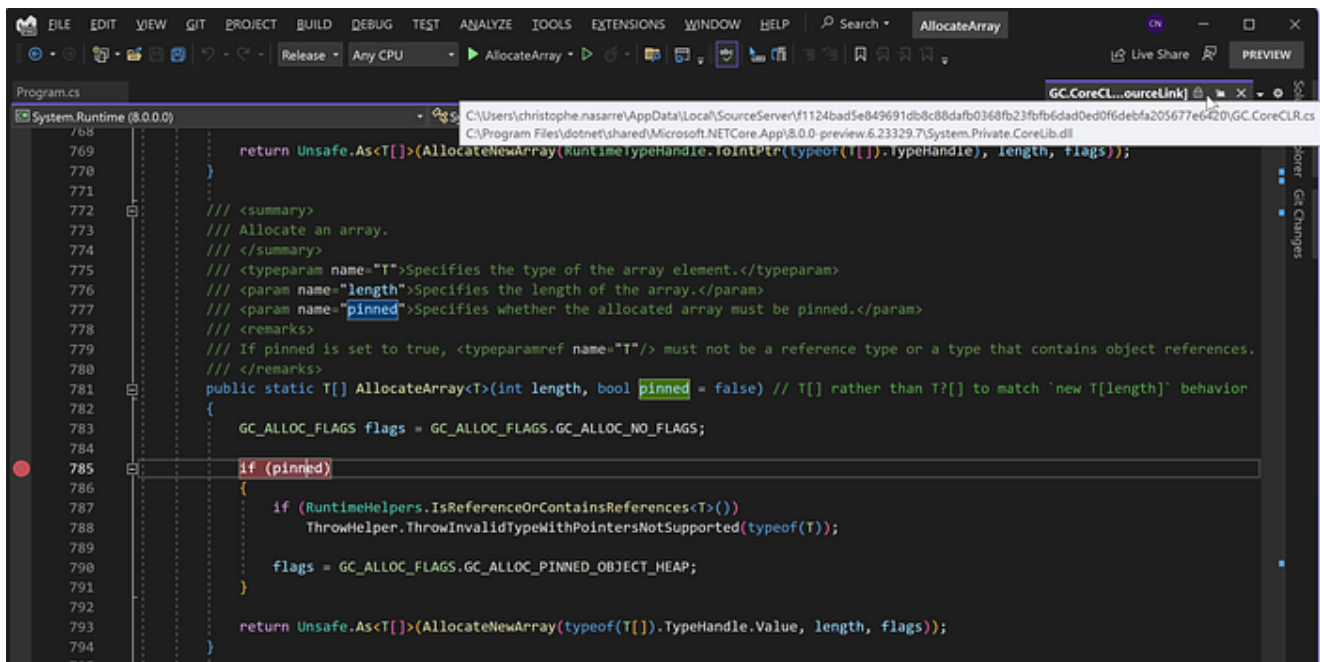 FILE EDIT VIEW GIT PROJECT BUILD DEBUG TEST ANALYZE TOOLS EXTENSIONS WINDOW HELP Search AllocateArray CN
Release Any CPU AllocateArray Live Share PREVIEW
Program.cs GC.CoreCL...ourceLink]
System.Runtime (8.0.0.0)
C:\Users\christophe.nasarre\AppData\Local\SourceServer\f1124bad5e849691db8c88dafb0368fb23fbfb6dad0ed0f6debfa205677e6420\GC.CoreCLR.cs
C:\Program Files\dotnet\shared\Microsoft.NETCore.App\8.0.0-preview.6.23329.7\System.Private.CoreLib.dll
768
769 return Unsafe.As<T[]>(AllocateNewArray(RuntimeTypeHandle.ToIntPtr(typeof(T[]).TypeHandle), length, flags));
770 }
771
772 /// <summary>
773 /// Allocate an array.
774 /// </summary>
775 /// <typeparam name="T">Specifies the type of the array element.</typeparam>
776 /// <param name="length">Specifies the length of the array.</param>
777 /// <param name="pinned">Specifies whether the allocated array must be pinned.</param>
778 /// <remarks>
779 /// If pinned is set to true, <typeparamref name="T"/> must not be a reference type or a type that contains object references.
780 /// </remarks>
781 public static T[] AllocateArray<T>(int length, bool pinned = false) // T[] rather than T?[] to match `new T[length]` behavior
782 {
783 GC_ALLOC_FLAGS flags = GC_ALLOC_FLAGS.GC_ALLOC_NO_FLAGS;
784
785 if (pinned)
786 {
787 if (RuntimeHelpers.IsReferenceOrContainsReferences<T>())
788 ThrowHelper.ThrowInvalidTypeWithPointersNotSupported(typeof(T));
789
790 flags = GC_ALLOC_FLAGS.GC_ALLOC_PINNED_OBJECT_HEAP;
791 }
792
793 return Unsafe.As<T[]>(AllocateNewArray(typeof(T[]).TypeHandle.Value, length, flags));
794 }
Git Changes